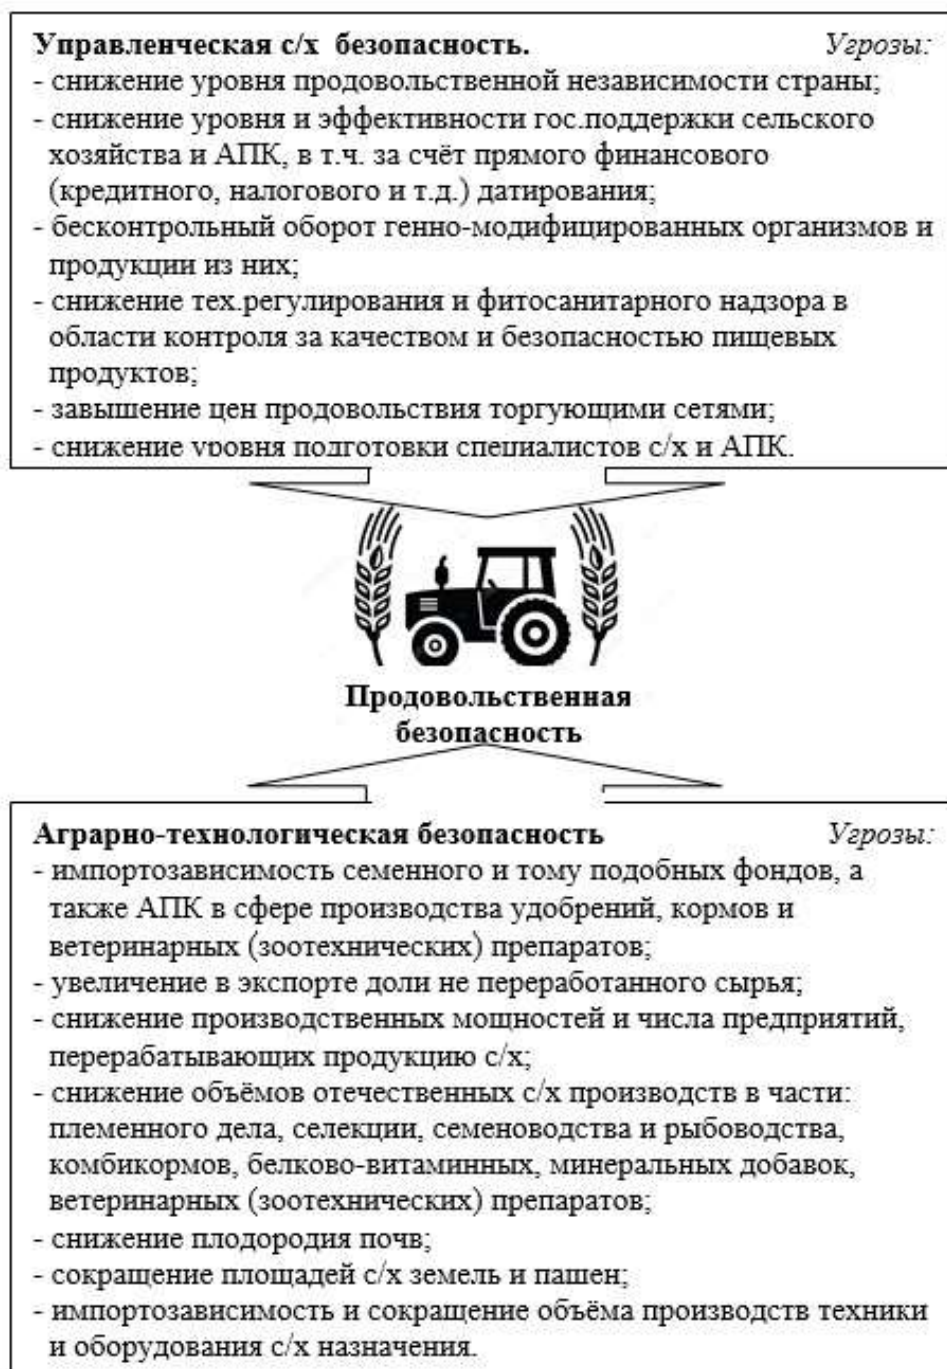 Управленческая с/х безопасность. Угрозы:
- снижение уровня продовольственной независимости страны;
- снижение уровня и эффективности гос.поддержки сельского
хозяйства и АПК, в т.ч. за счёт прямого финансового
(кредитного, налогового и т.д.) датирования;
- бесконтрольный оборот генно-модифицированных организмов и
продукции из них;
- снижение тех.регулирования и фитосанитарного надзора в
области контроля за качеством и безопасностью пищевых
продуктов;
- завышение цен продовольствия торгующими сетями;
- снижение уровня подготовки специалистов с/х и АПК.
Продовольственная
безопасность
Аграрно-технологическая безопасность Угрозы:
- импортозависимость семенного и тому подобных фондов, а
также АПК в сфере производства удобрений, кормов и
ветеринарных (зоотехнических) препаратов;
- увеличение в экспорте доли не переработанного сырья;
- снижение производственных мощностей и числа предприятий,
перерабатывающих продукцию с/х;
- снижение объёмов отечественных с/х производств в части:
племенного дела, селекции, семеноводства и рыбоводства,
комбикормов, белково-витаминных, минеральных добавок,
ветеринарных (зоотехнических) препаратов;
- снижение плодородия почв;
- сокращение площадей с/х земель и пашен;
- импортозависимость и сокращение объёма производств техники
и оборудования с/х назначения.